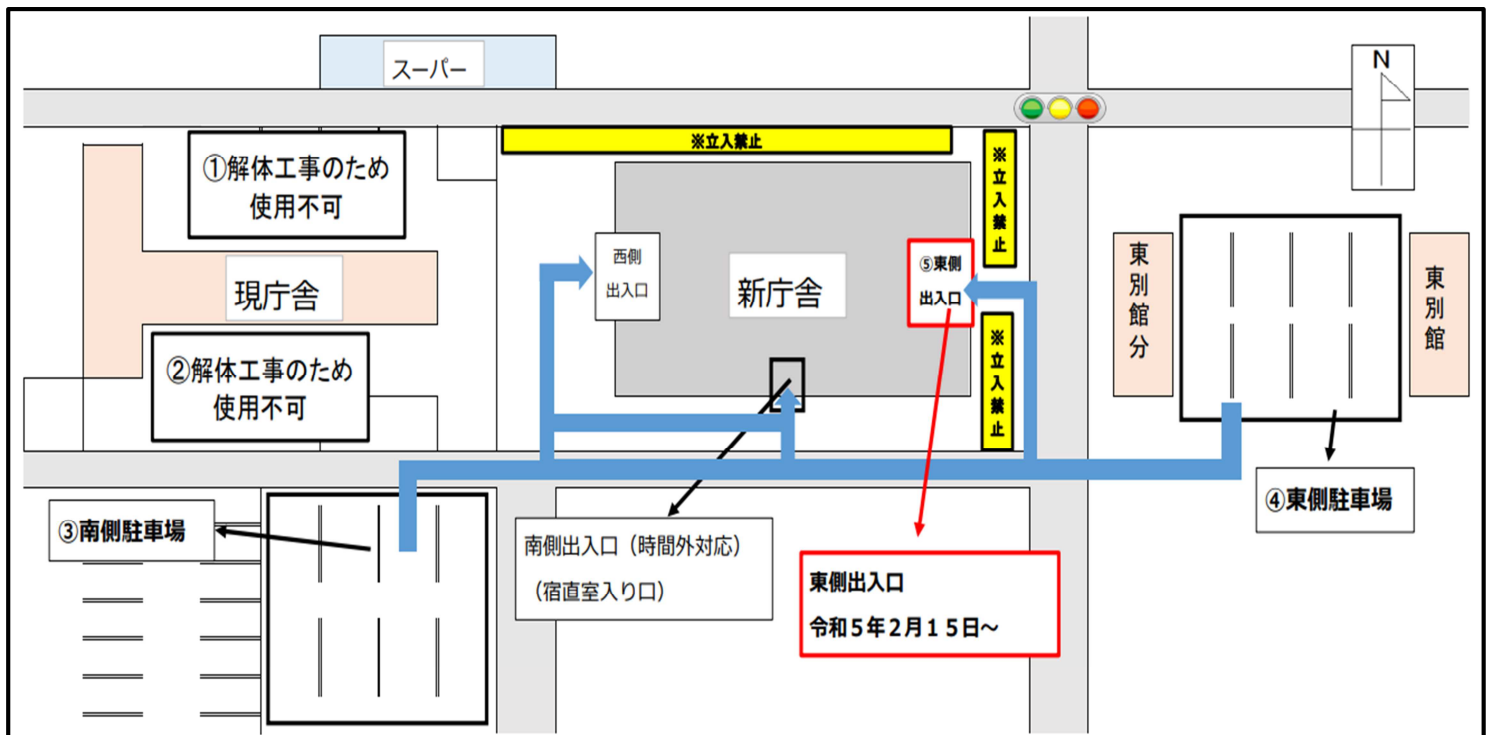 スーパー
N
※立入禁止
①解体工事のため
使用不可
※立入禁止
西側
出入口
⑤東側
出入口
新庁舎
現庁舎
東別館分
東別館
②解体工事のため
使用不可
※立入禁止
③南側駐車場
④東側駐車場
南側出入口（時間外対応）
（宿直室入り口）
東側出入口
令和５年２月１５日～